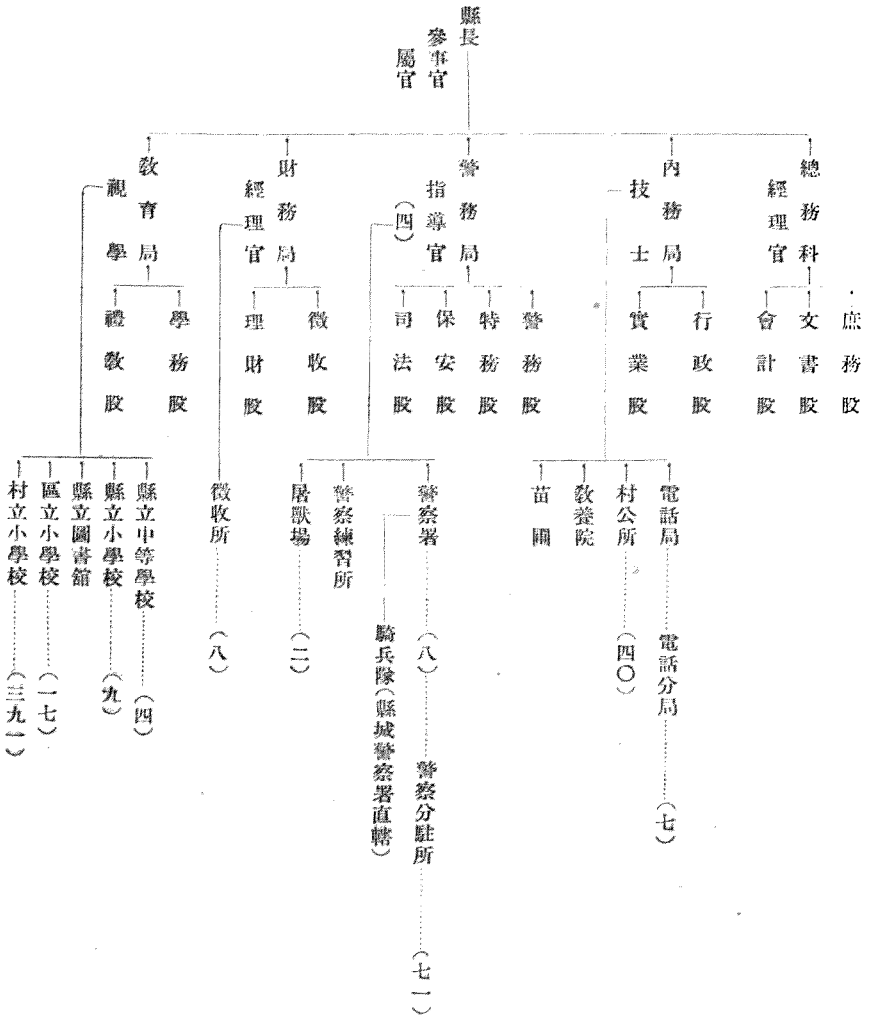 縣長
參事官
屬官
總務科
經理官
庶務股
文書股
會計股
內務局
技士
行政股
實業股
電話局
電話分局
(七)
村公所
(四〇)
敎養院
苗圃
警務局
指導官
(四)
警務股
特務股
保安股
司法股
警察署
(八)
警察分駐所
(七一)
騎兵隊(縣城警察署直轄)
警察練習所
屠獸場
(二)
財務局
經理官
徵收股
理財股
徵收所
(八)
敎育局
視學
學務股
禮敎股
縣立中等學校
(四)
縣立小學校
(九)
縣立圖書館
區立小學校
(一七)
村立小學校
(三九一)